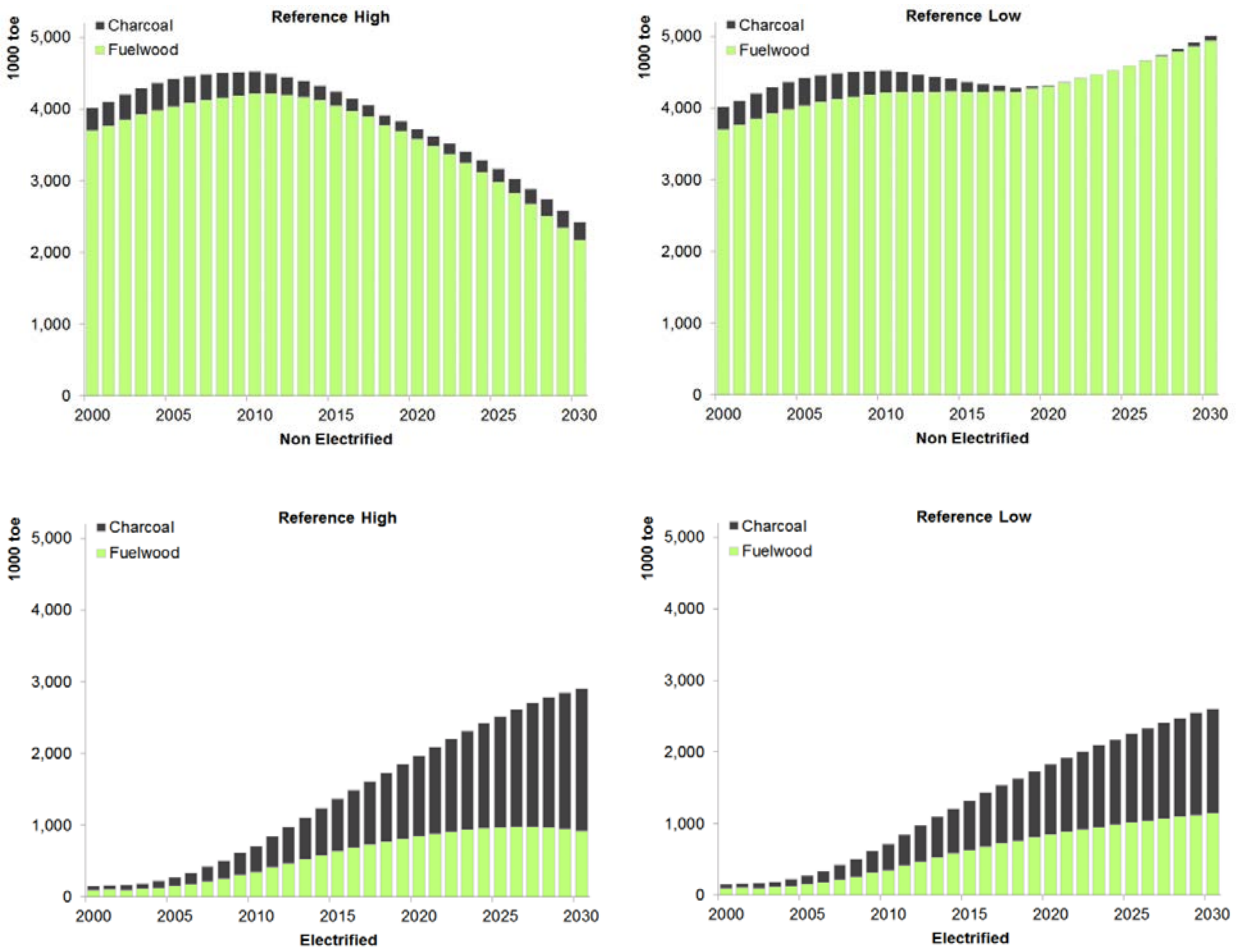 Reference High
1000 toe
Charcoal
Fuelwood
5,000
4,000
3,000
2,000
1,000
0
2000 2005 2010 2015 2020 2025 2030
Non Electrified
Reference Low
1000 toe
Charcoal
Fuelwood
5,000
4,000
3,000
2,000
1,000
0
2000 2005 2010 2015 2020 2025 2030
Non Electrified
Reference High
1000 toe
Charcoal
Fuelwood
5,000
4,000
3,000
2,000
1,000
0
2000 2005 2010 2015 2020 2025 2030
Electrified
Reference Low
1000 toe
Charcoal
Fuelwood
5,000
4,000
3,000
2,000
1,000
0
2000 2005 2010 2015 2020 2025 2030
Electrified